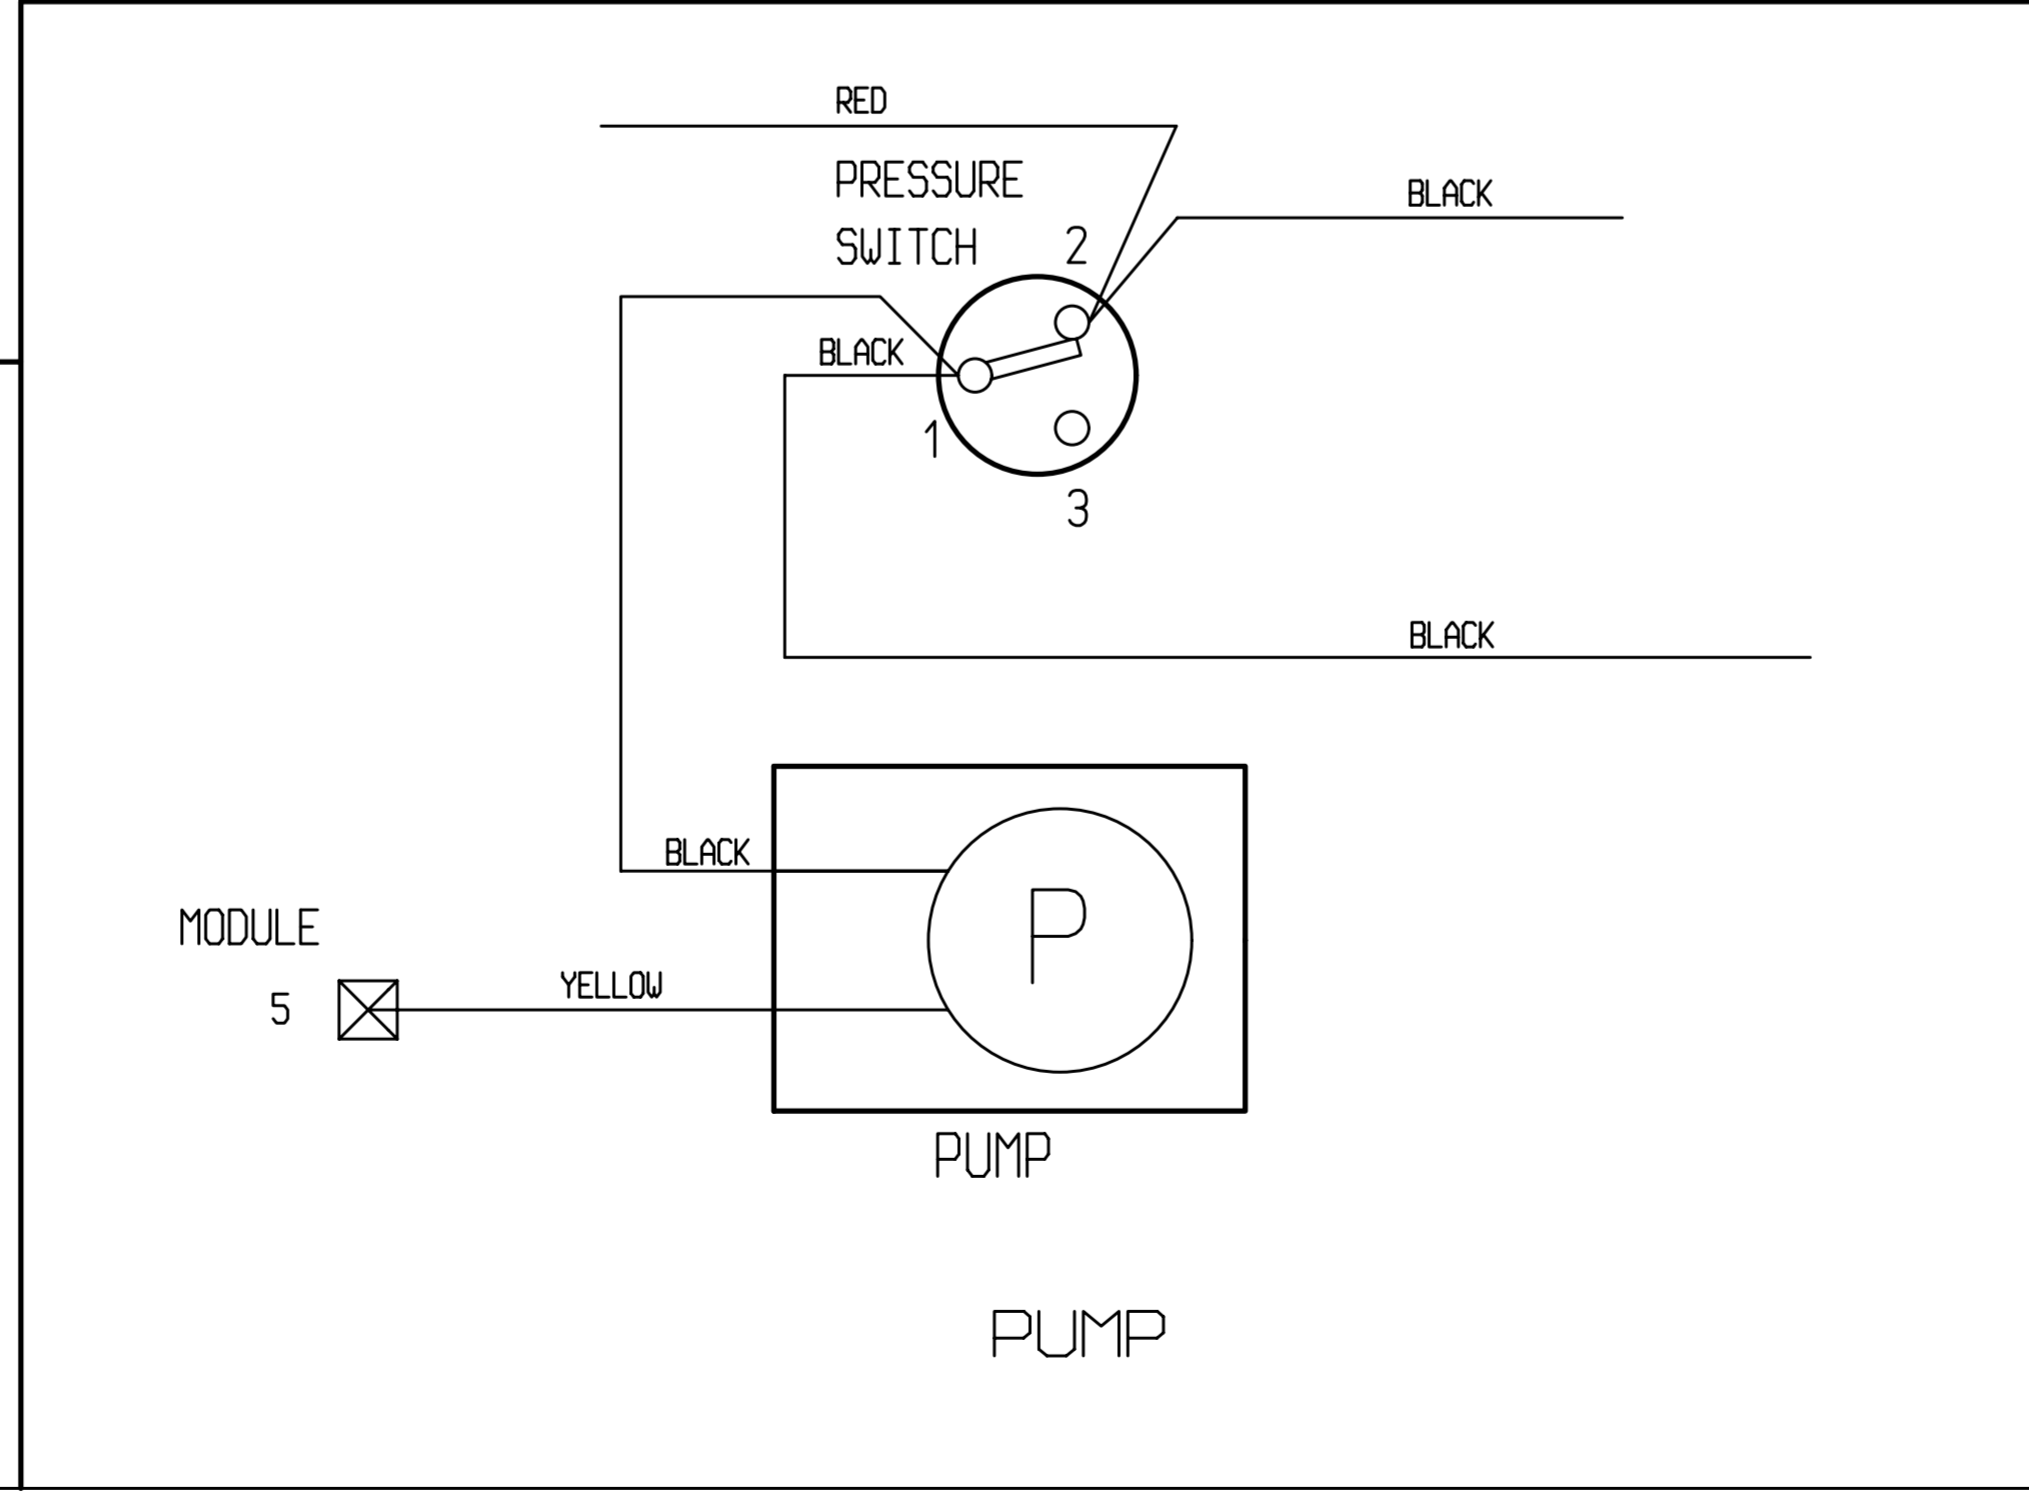 RED
PRESSURE
SWITCH
2
BLACK
BLACK
1
3
BLACK
BLACK
MODULE
5
YELLOW
P
PUMP
PUMP